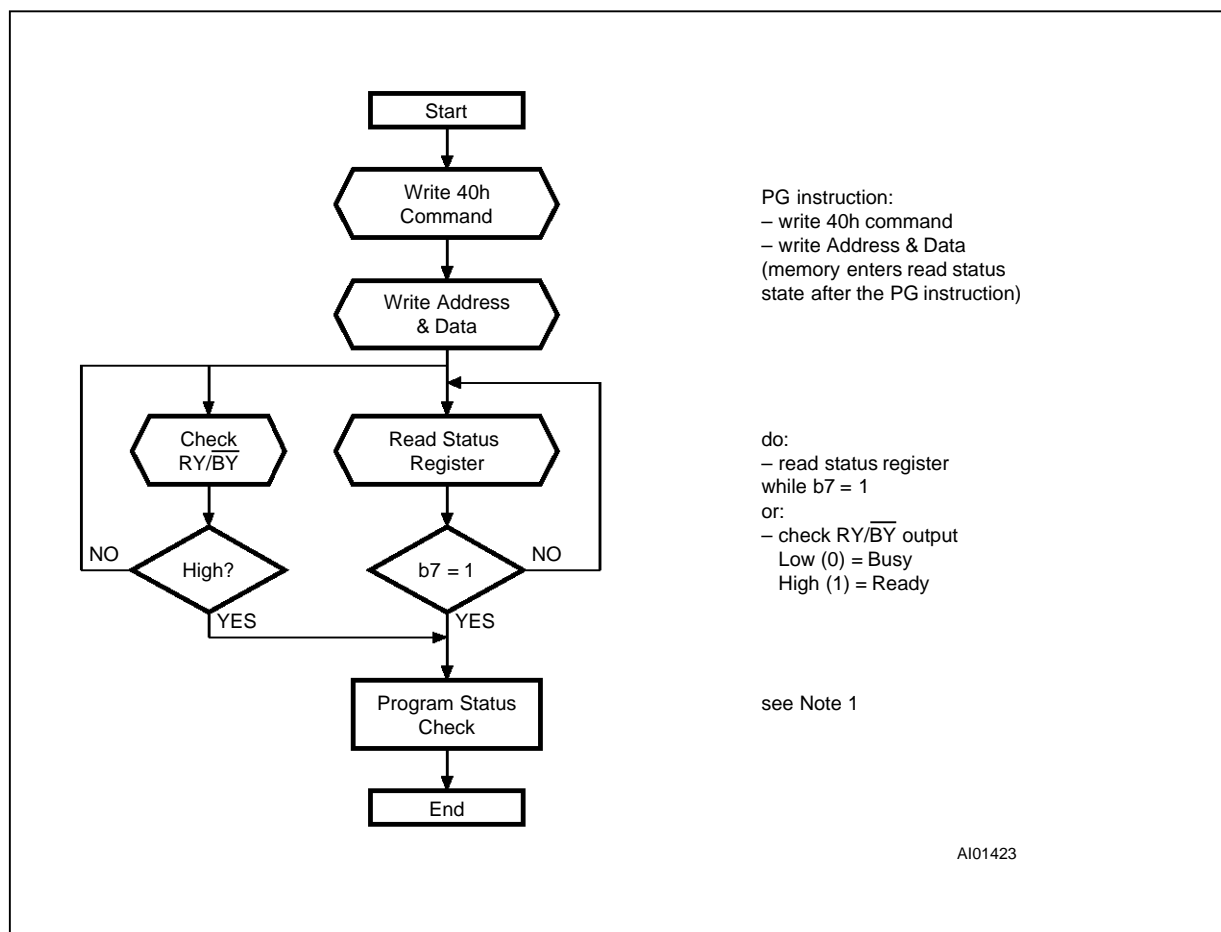 Start
Write 40h
Command
PG instruction:
– write 40h command
– write Address & Data
(memory enters read status
state after the PG instruction)
Write Address
& Data
Check
RY/B̅Y̅
Read Status
Register
do:
– read status register
while b7 = 1
or:
– check RY/B̅Y̅ output
Low (0) = Busy
High (1) = Ready
NO
High?
b7 = 1
NO
YES
YES
Program Status
Check
see Note 1
End
AI01423